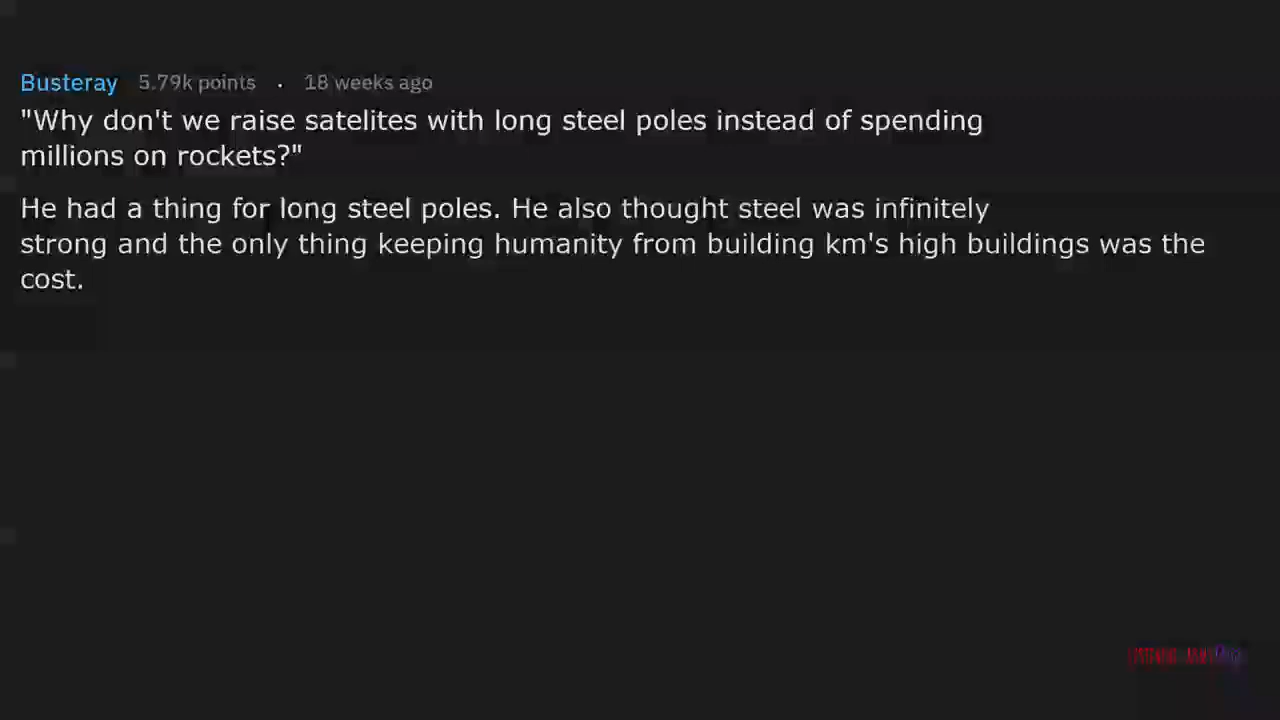 Busteray 5.79k points . 18 weeks ago
"Why don't we raise satelites with long steel poles instead of spending
millions on rockets?"
He had a thing for long steel poles. He also thought steel was infinitely
strong and the only thing keeping humanity from building km's high buildings was the
cost.